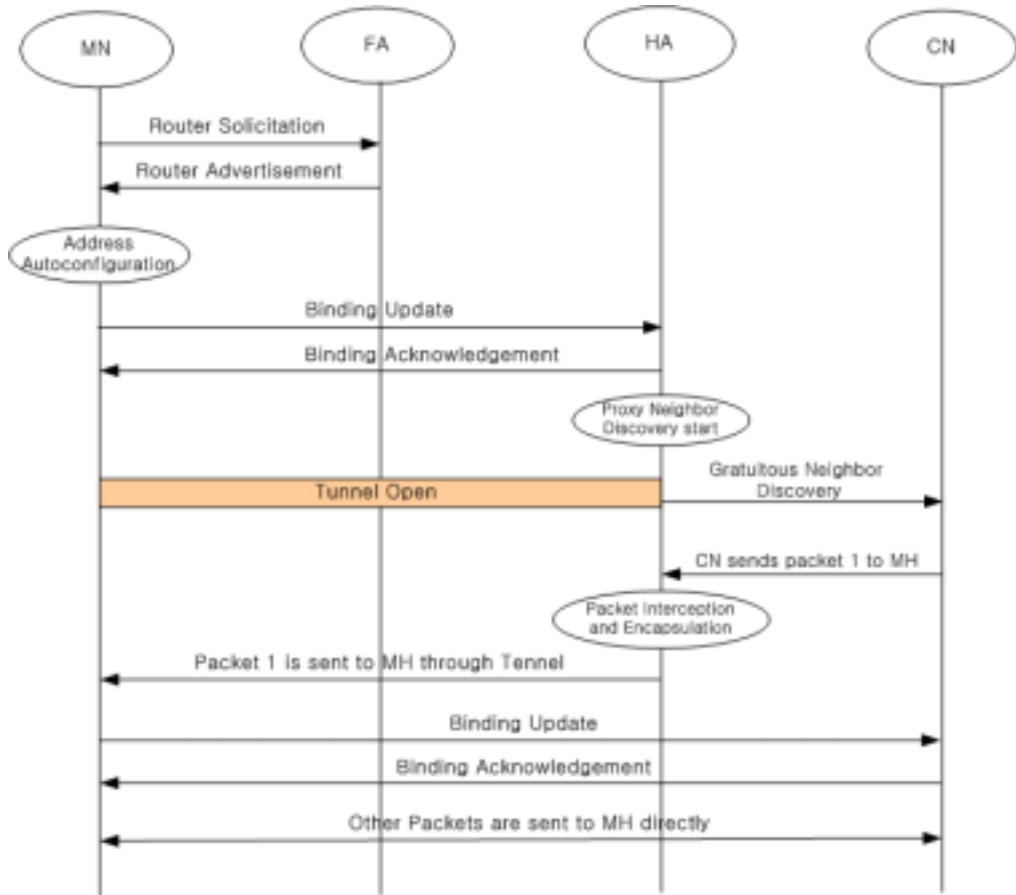 MN
FA
HA
CN
Router Solicitation
Router Advertisement
Address
Autoconfiguration
Binding Update
Binding Acknowledgement
Proxy Neighbor
Discovery start
Tunnel Open
Gratuitous Neighbor
Discovery
CN sends packet 1 to MH
Packet Interception
and Encapsulation
Packet 1 is sent to MH through Tennel
Binding Update
Binding Acknowledgement
Other Packets are sent to MH directly